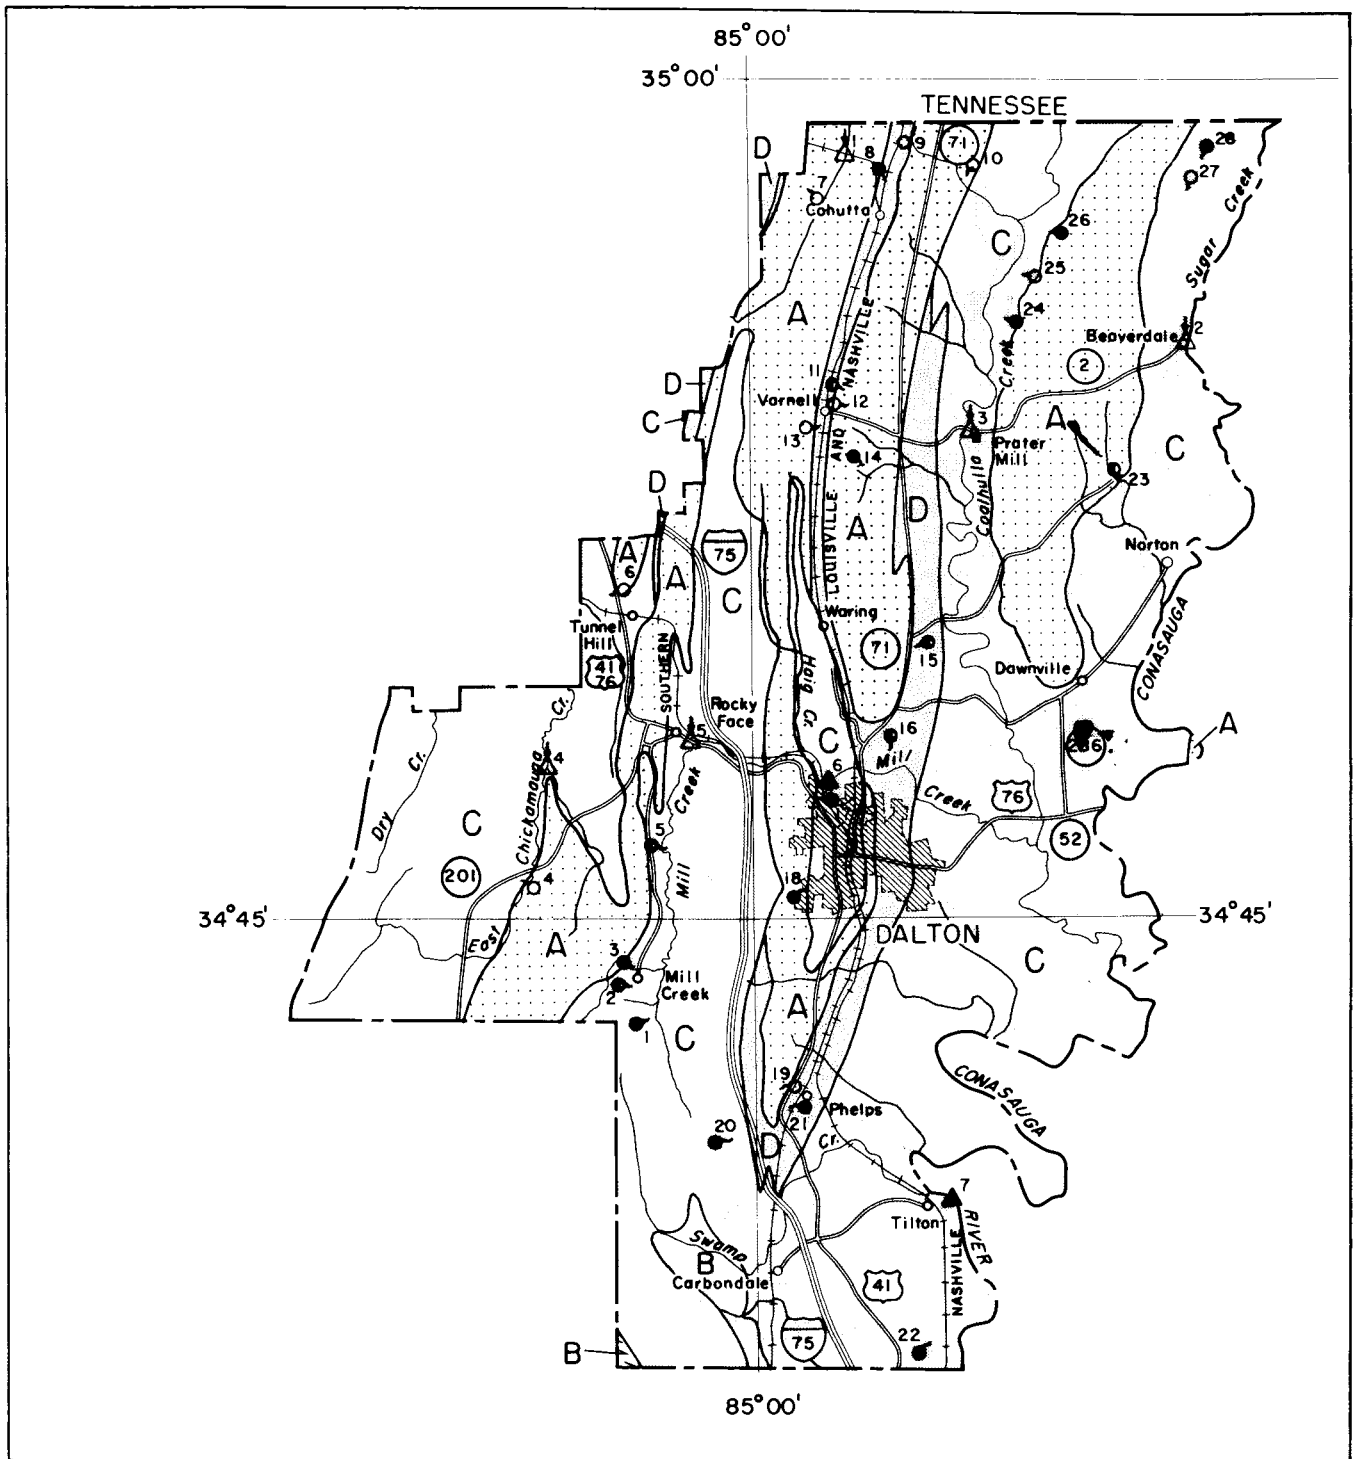 85°00'
35°00'
TENNESSEE
D
1
8
9
71
10
28
27
7
Cohutta
C
26
Creek
Sugar
25
A
24
NASHVILLE
Beaverdale
2
Creek
2
D
11
12
Varnell
C
13
3
A
Prater
Mill
C
AND
14
23
D
LOUISVILLE
A
D
Coahulla
Norton
A
6
A
75
C
Tunnel
Hill
41
76
SOUTHERN
Waring
71
15
Haig
Cr.
Dawnville
CONASAUGA
Rocky
Face
5
C
16
Mill
Creek
286
A
Cr.
4
Chickamauga
Dry
Cr.
C
6
76
52
5
Creek
Mill
201
4
18
34°45'
34°45'
East
A
3
DALTON
C
2
Mill
Creek
1
C
A
CONASAUGA
19
Phelps
21
20
D
Cr.
7
Tilton
RIVER
NASHVILLE
Swamp
B
Carbondale
41
75
22
B
85°00'